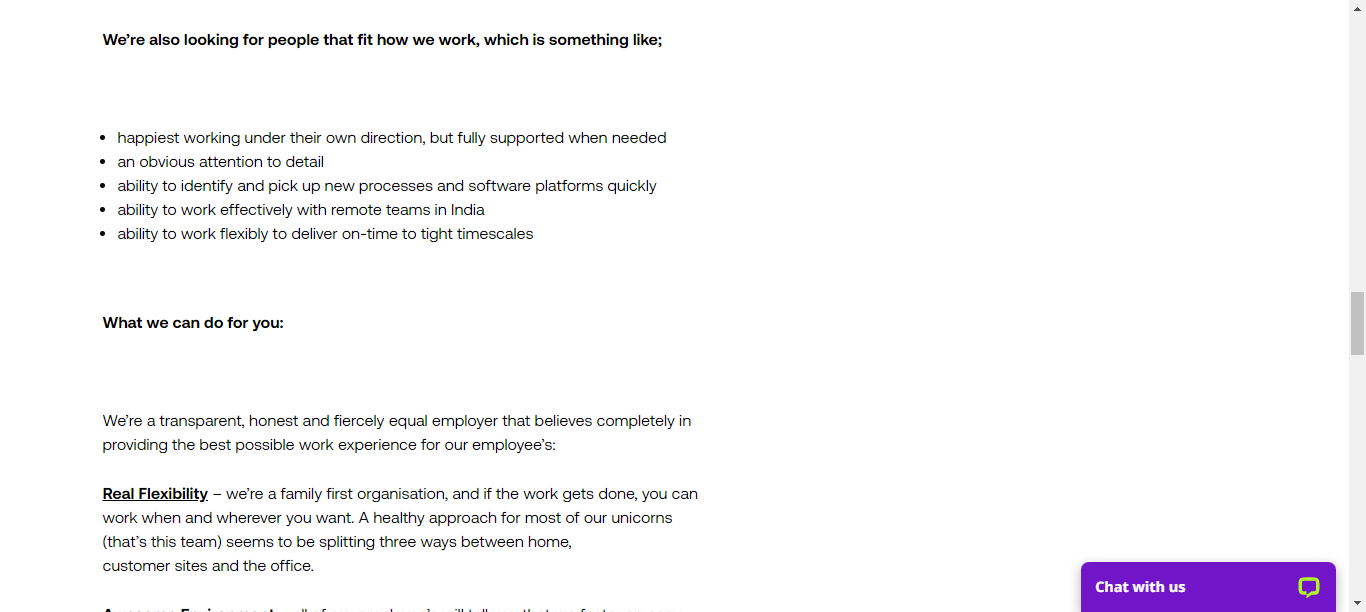 We're also looking for people that fit how we work, which is something like;
happiest working under their own direction, but fully supported when needed
an obvious attention to detail
ability to identify and pick up new processes and software platforms quickly
ability to work effectively with remote teams in India
ability to work flexibly to deliver on-time to tight timescales
What we can do for you:
We're a transparent, honest and fiercely equal employer that believes completely in
providing the best possible work experience for our employee's:
Real Flexibility – we're a family first organisation, and if the work gets done, you can
work when and wherever you want. A healthy approach for most of our unicorns
(that's this team) seems to be splitting three ways between home,
customer sites and the office.
Chat with us